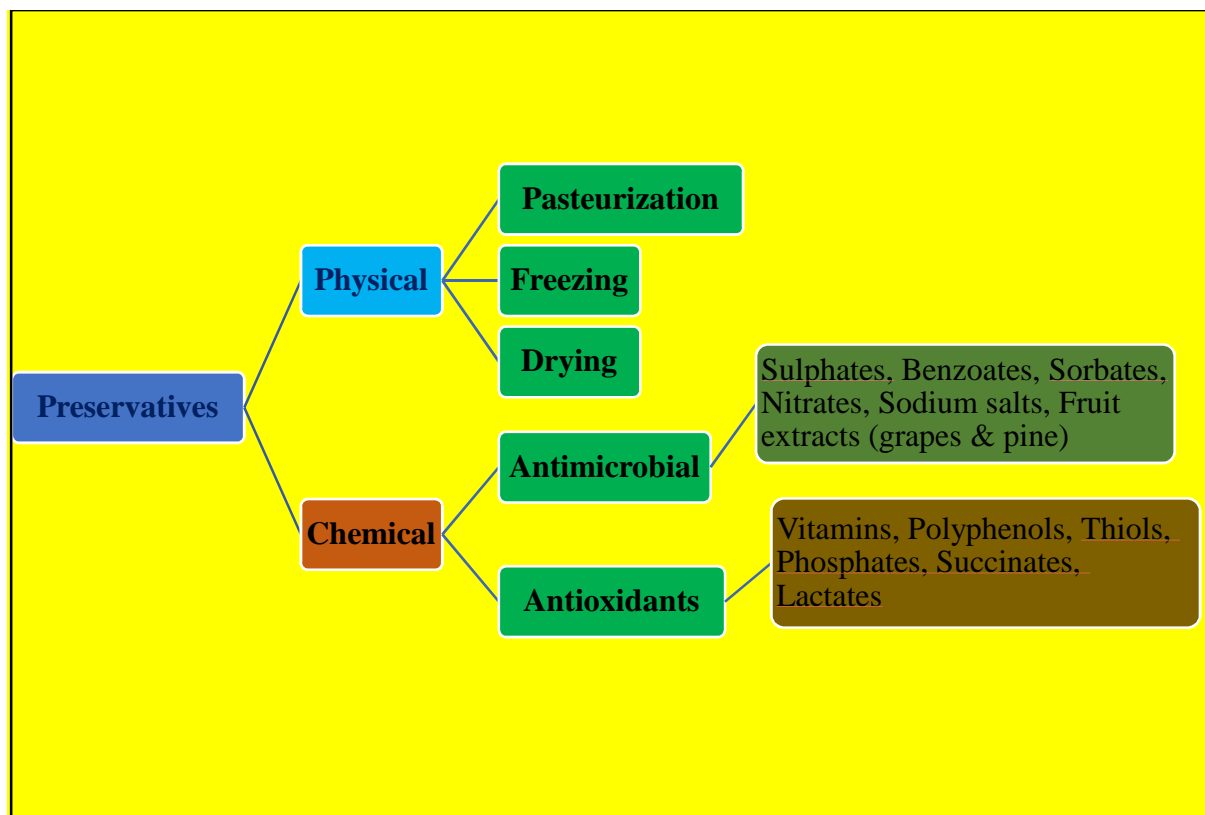 Preservatives
Physical
Pasteurization
Freezing
Drying
Chemical
Antimicrobial
Sulphates, Benzoates, Sorbates,
Nitrates, Sodium salts, Fruit
extracts (grapes & pine)
Antioxidants
Vitamins, Polyphenols, Thiols,
Phosphates, Succinates,
Lactates